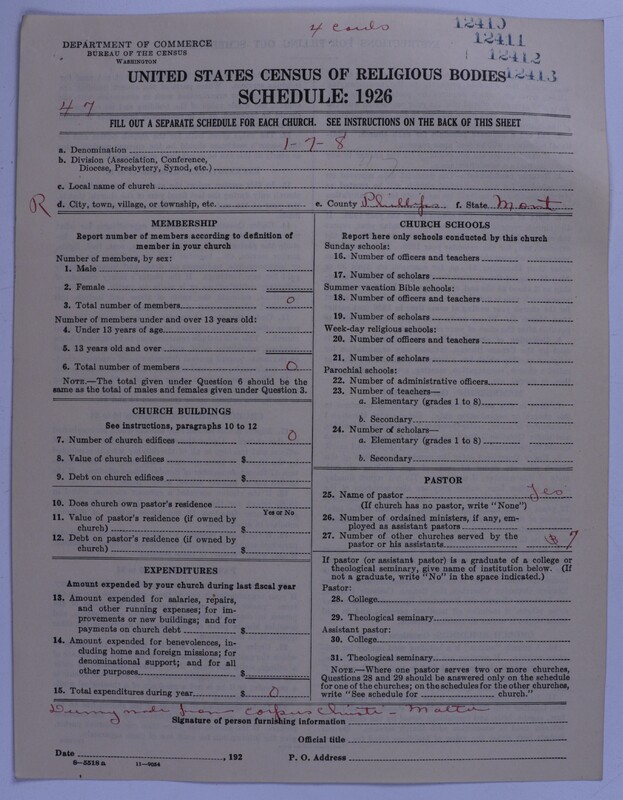 4 cards
12410
12411
12412
12413
DEPARTMENT OF COMMERCE
BUREAU OF THE CENSUS
WASHINGTON
UNITED STATES CENSUS OF RELIGIOUS BODIES
SCHEDULE: 1926
47
FILL OUT A SEPARATE SCHEDULE FOR EACH CHURCH. SEE INSTRUCTIONS ON THE BACK OF THIS SHEET
a. Denomination 1-7-8
b. Division (Association, Conference,
Diocese, Presbytery, Synod, etc.)
c. Local name of church
R d. City, town, village, or township, etc. e. County Phillips f. State Mont
MEMBERSHIP
Report number of members according to definition of
member in your church
Number of members, by sex:
1. Male
2. Female
3. Total number of members 0
Number of members under and over 13 years old:
4. Under 13 years of age
5. 13 years old and over
6. Total number of members 0
NOTE.—The total given under Question 6 should be the
same as the total of males and females given under Question 3.
CHURCH BUILDINGS
See instructions, paragraphs 10 to 12
7. Number of church edifices 0
8. Value of church edifices $
9. Debt on church edifices $
10. Does church own pastor's residence
Yes or No
11. Value of pastor's residence (if owned by
church) $
12. Debt on pastor's residence (if owned by
church) $
EXPENDITURES
Amount expended by your church during last fiscal year
13. Amount expended for salaries, repairs,
and other running expenses; for im-
provements or new buildings; and for
payments on church debt $
14. Amount expended for benevolences, in-
cluding home and foreign missions; for
denominational support; and for all
other purposes $
15. Total expenditures during year $ 0
CHURCH SCHOOLS
Report here only schools conducted by this church
Sunday schools:
16. Number of officers and teachers
17. Number of scholars
Summer vacation Bible schools:
18. Number of officers and teachers
19. Number of scholars
Week-day religious schools:
20. Number of officers and teachers
21. Number of scholars
Parochial schools:
22. Number of administrative officers
23. Number of teachers—
a. Elementary (grades 1 to 8)
b. Secondary
24. Number of scholars—
a. Elementary (grades 1 to 8)
b. Secondary
PASTOR
25. Name of pastor Yes
(If church has no pastor, write "None")
26. Number of ordained ministers, if any, em-
ployed as assistant pastors
27. Number of other churches served by the
pastor or his assistants 7
If pastor (or assistant pastor) is a graduate of a college or
theological seminary, give name of institution below. (If
not a graduate, write "No" in the space indicated.)
Pastor:
28. College
29. Theological seminary
Assistant pastor:
30. College
31. Theological seminary
NOTE.—Where one pastor serves two or more churches,
Questions 28 and 29 should be answered only on the schedule
for one of the churches; on the schedules for the other churches,
write "See schedule for church."
Dummy made from Corpus Christi - Malta
Signature of person furnishing information
Official title
Date , 192 P. O. Address
8-5518a 11-8034